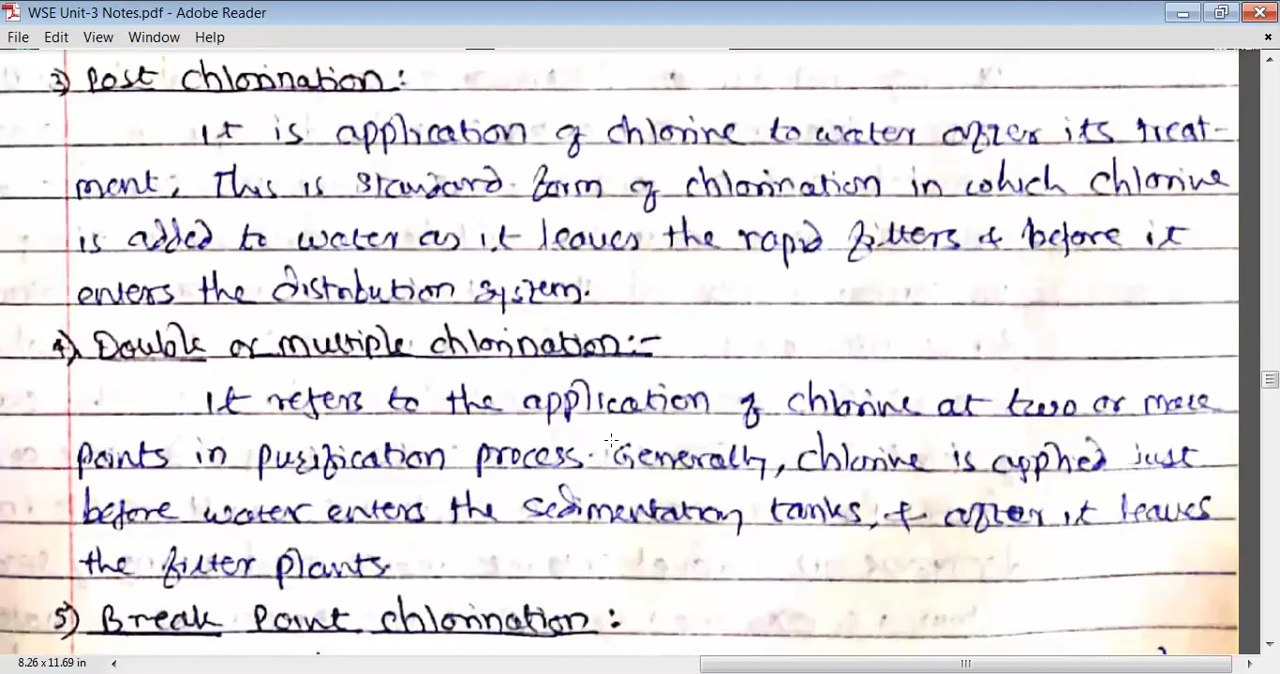 WSE Unit-3 Notes.pdf - Adobe Reader
File Edit View Window Help
3) Post chlorination:
It is application of chlorine to water after its treat-
ment. This is standard form of chlorination in which chlorine
is added to water as it leaves the rapid filters & before it
enters the distribution system.
4) Double or multiple chlorination:-
It refers to the application of chlorine at two or more
points in purification process. Generally, chlorine is applied just
before water enters the sedimentation tanks, & after it leaves
the filter plants.
5) Break Point chlorination:
8.26 x 11.69 in